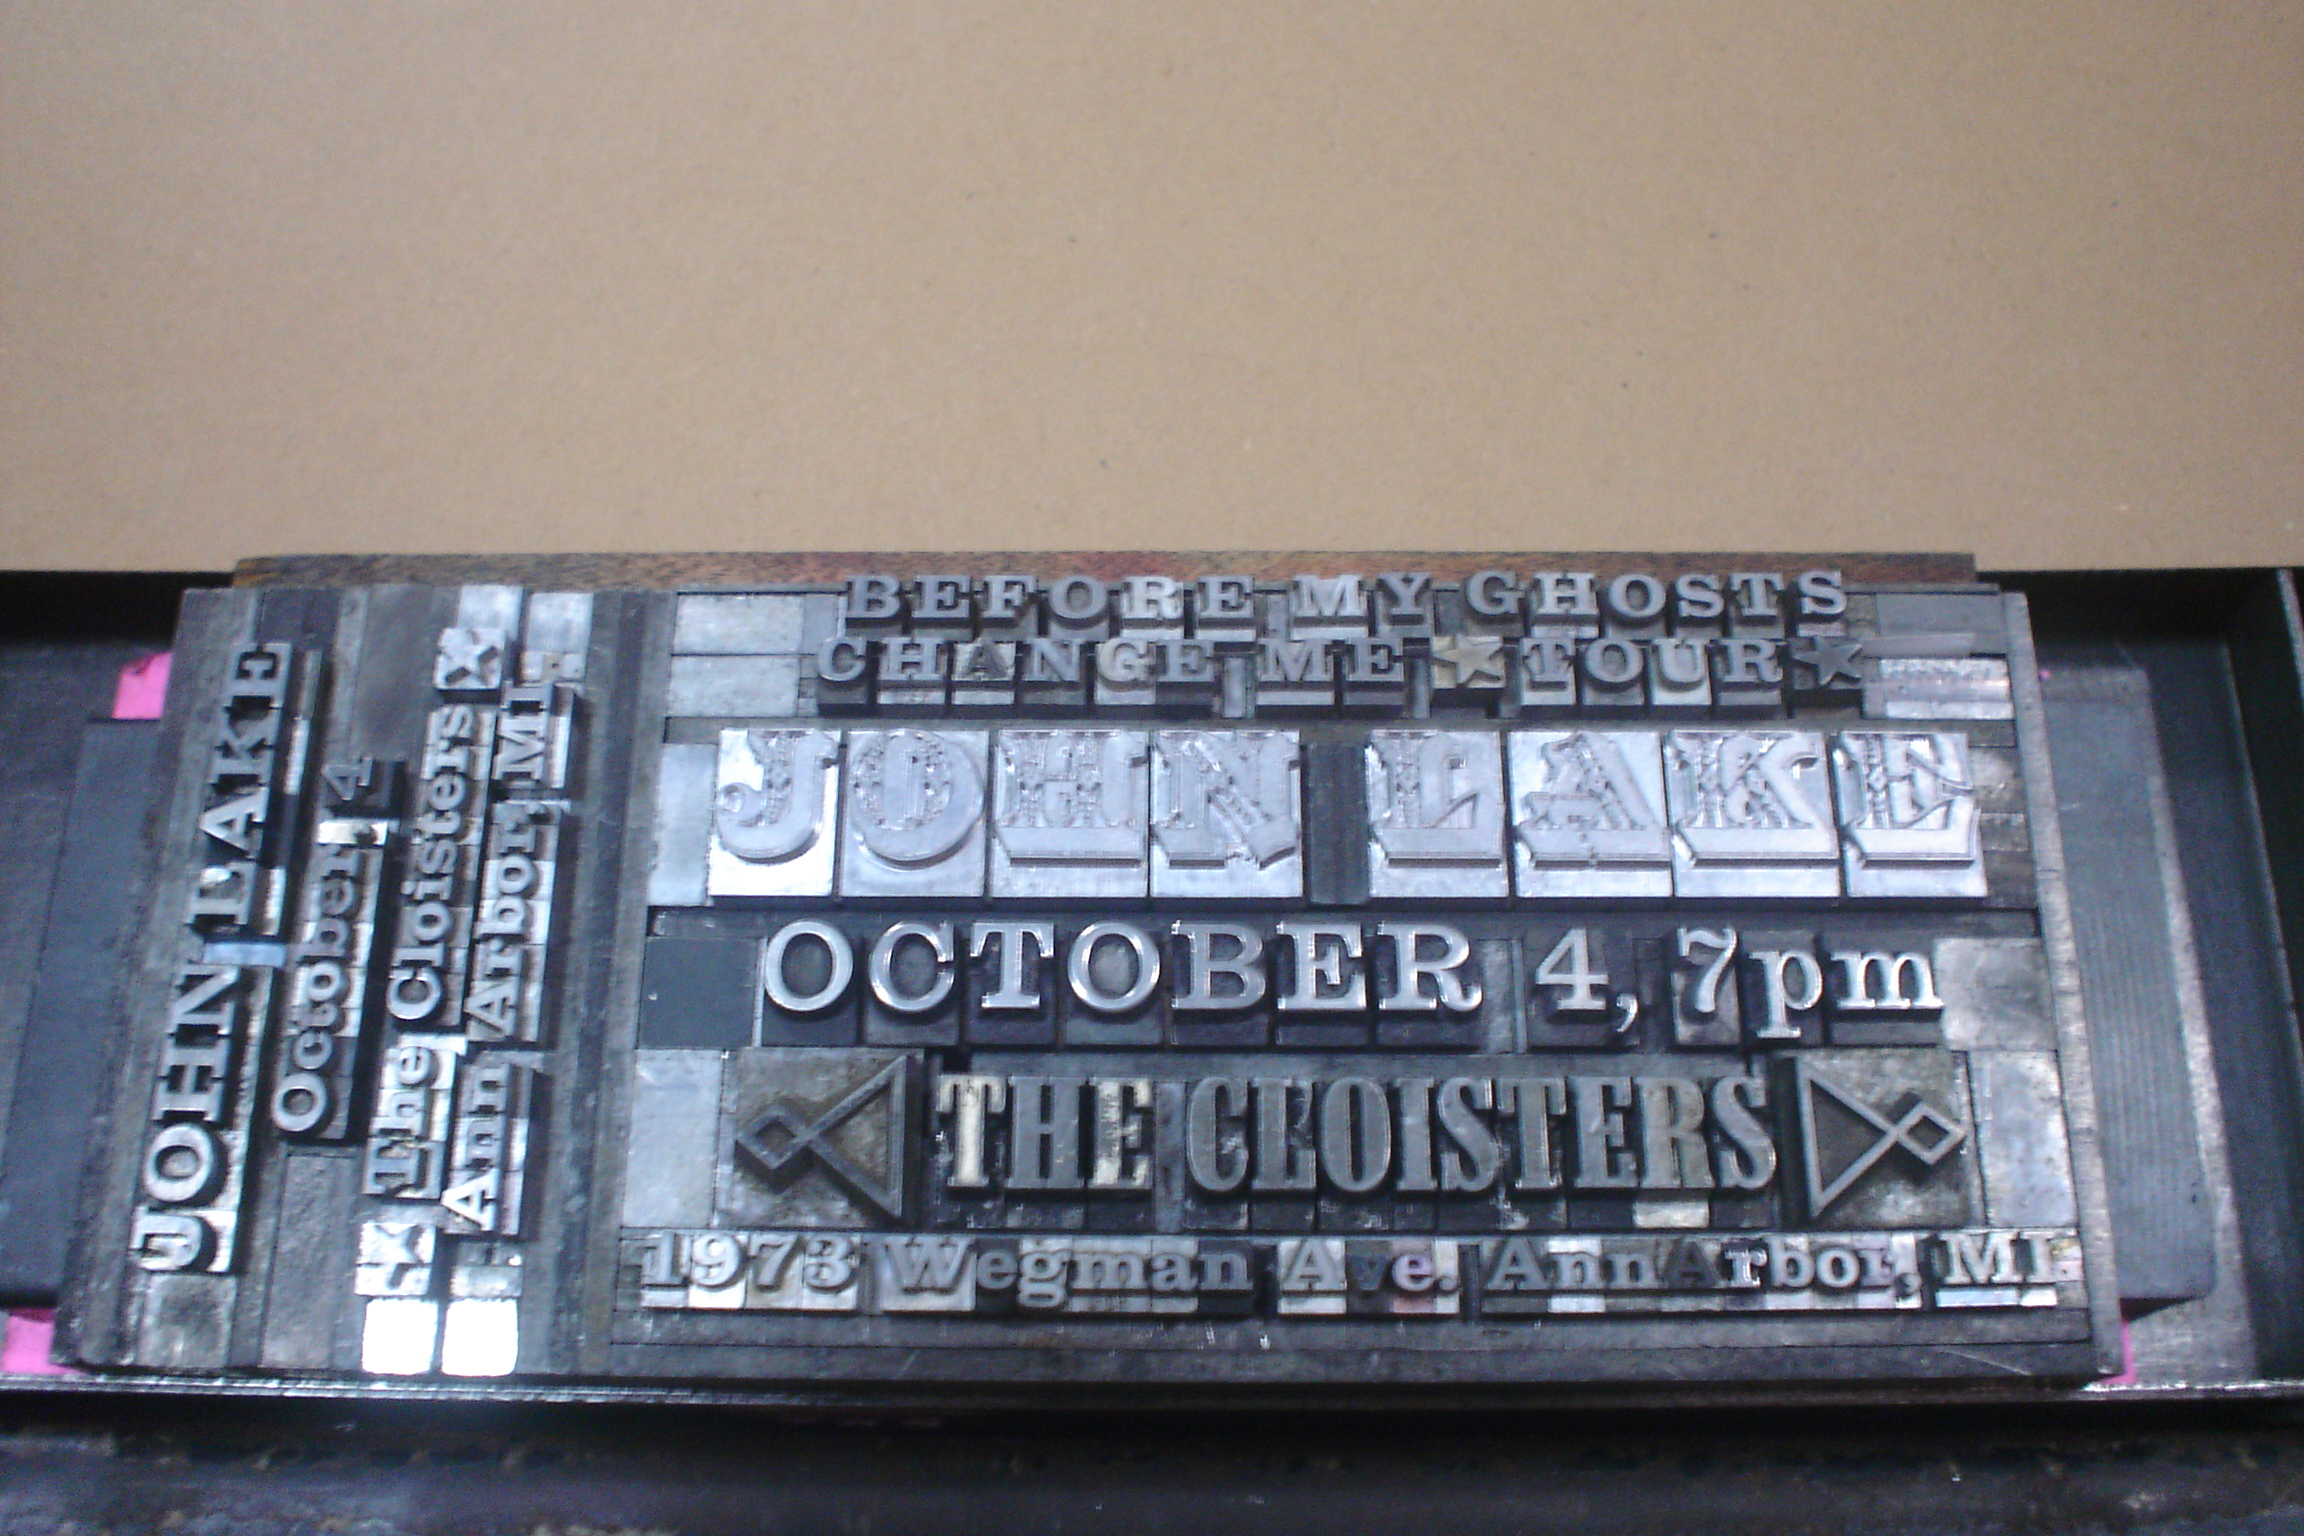 JOHN LAKE
October 4
The Cloisters
Ann Arbor, MI.
BEFORE MY GHOSTS
CHANGE ME ★ TOUR ★
JOHN LAKE
OCTOBER 4, 7pm
THE CLOISTERS
1973 Wegman Ave. Ann Arbor, MI.